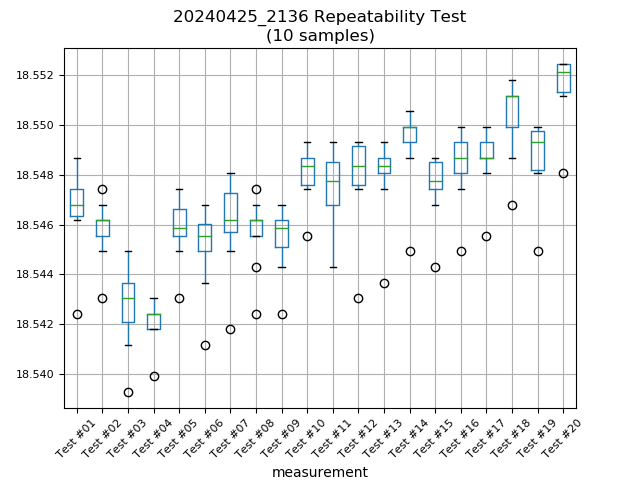 20240425_2136 Repeatability Test
(10 samples)
18.552
18.550
18.548
18.546
18.544
18.542
18.540
Test #01
Test #02
Test #03
Test #04
Test #05
Test #06
Test #07
Test #08
Test #09
Test #10
Test #11
Test #12
Test #13
Test #14
Test #15
Test #16
Test #17
Test #18
Test #19
Test #20
measurement